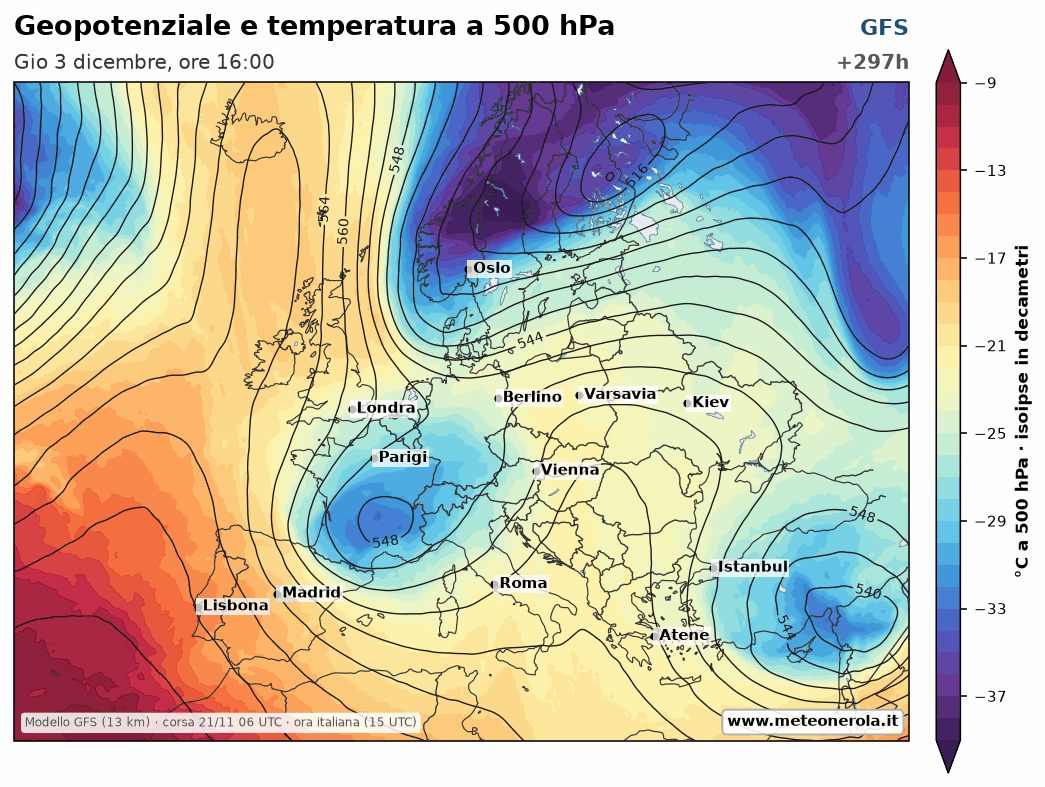 Geopotenziale e temperatura a 500 hPa
GFS
Gio 3 dicembre, ore 16:00
+297h
548
516
564
560
Oslo
544
Berlino
Varsavia
Kiev
Londra
Parigi
Vienna
548
548
Istanbul
Roma
Madrid
540
Lisbona
544
Atene
Modello GFS (13 km) · corsa 21/11 06 UTC · ora italiana (15 UTC)
www.meteonerola.it
−9
−13
−17
−21
−25
−29
−33
−37
°C a 500 hPa · isoipse in decametri